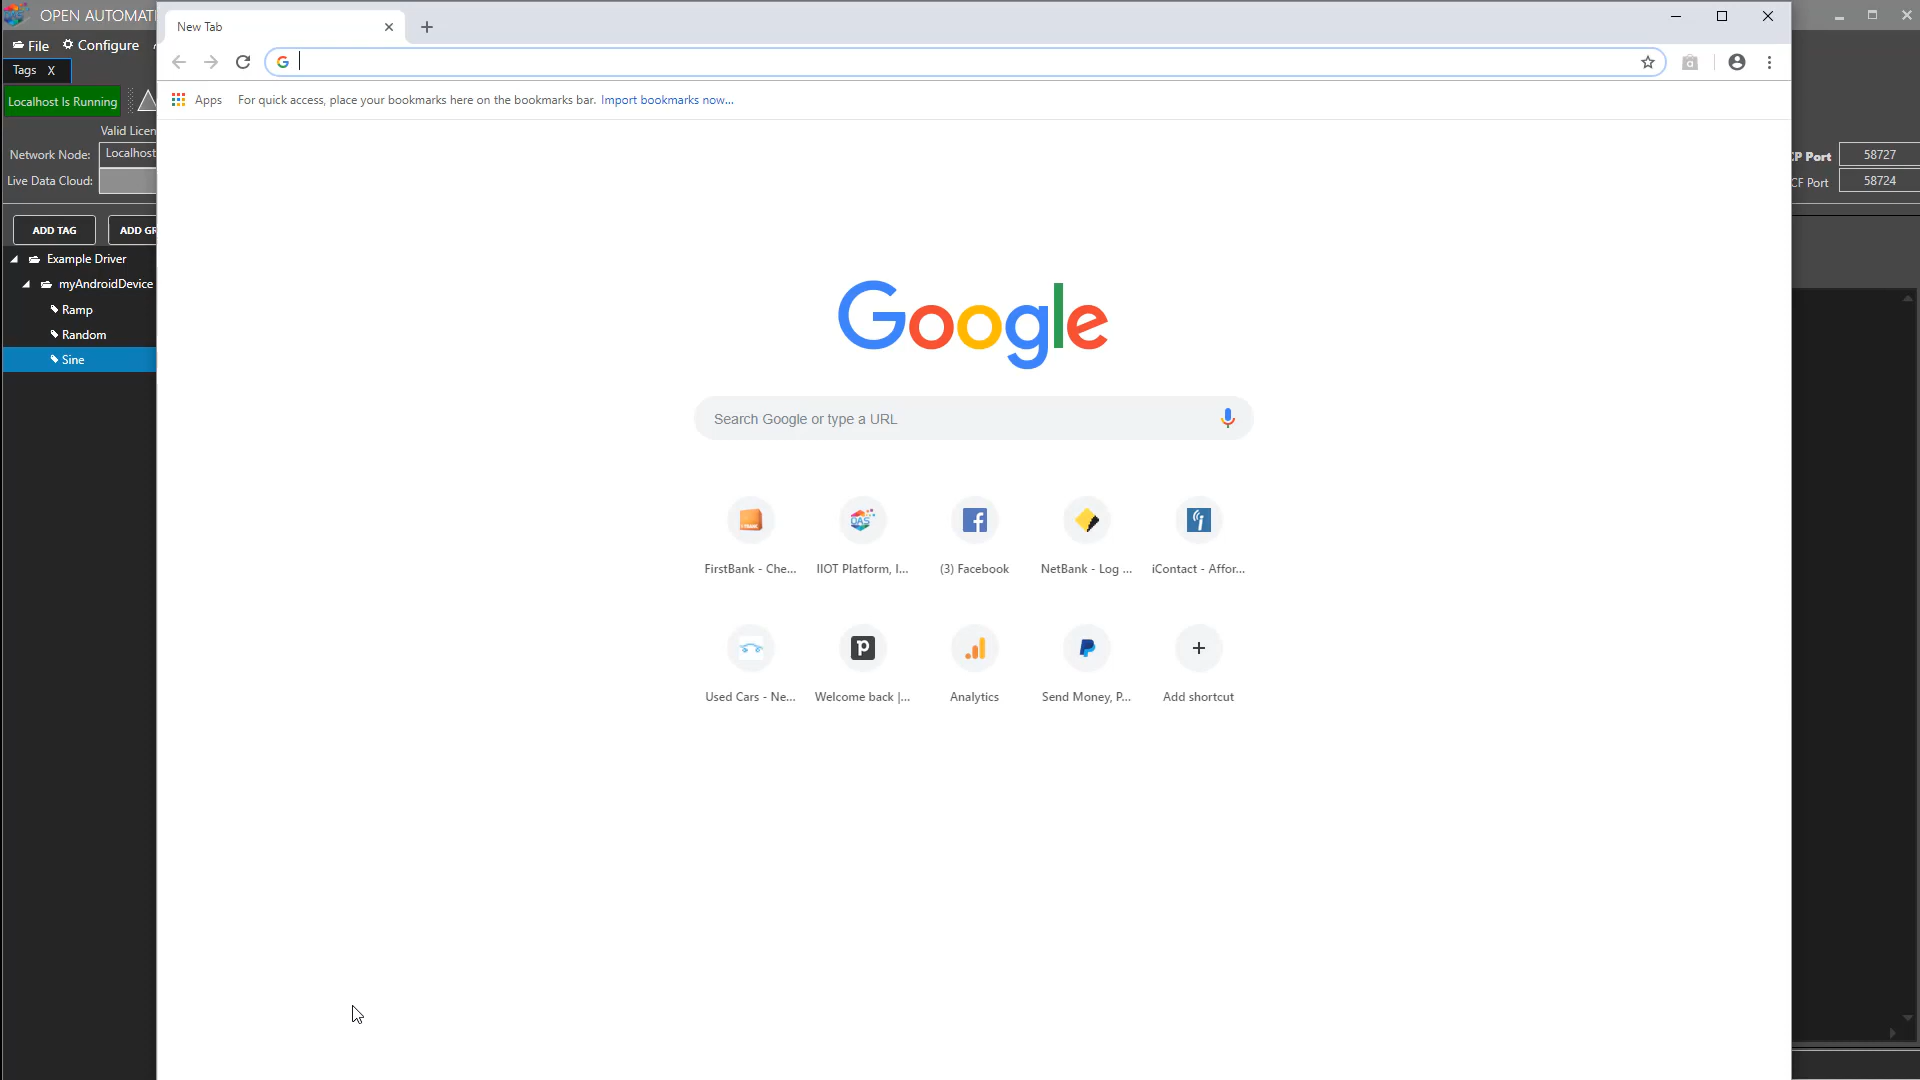 OPEN AUTOMATI
New Tab
File
Configure
Tags X
Localhost Is Running
Apps
For quick access, place your bookmarks here on the bookmarks bar. Import bookmarks now...
Valid Licen
Network Node: Localhost
Live Data Cloud:
CP Port 58727
CF Port 58724
ADD TAG
ADD GR
Example Driver
myAndroidDevice
Ramp
Random
Sine
Google
Search Google or type a URL
FirstBank - Che...
IIOT Platform, I...
(3) Facebook
NetBank - Log ...
iContact - Affor...
Used Cars - Ne...
Welcome back |...
Analytics
Send Money, P...
Add shortcut